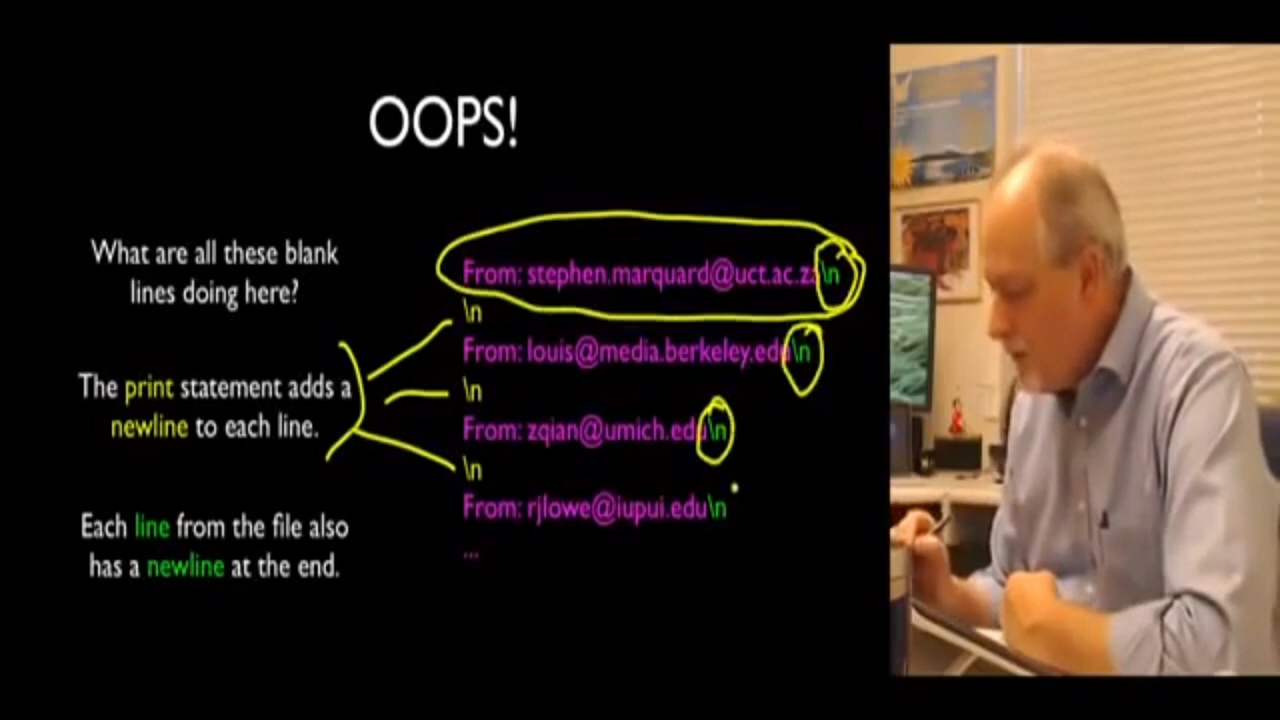 OOPS!
What are all these blank
lines doing here?
The print statement adds a
newline to each line.
Each line from the file also
has a newline at the end.
From: stephen.marquard@uct.ac.za\n
\n
From: louis@media.berkeley.edu\n
\n
From: zqian@umich.edu\n
\n
From: rjlowe@iupui.edu\n
...